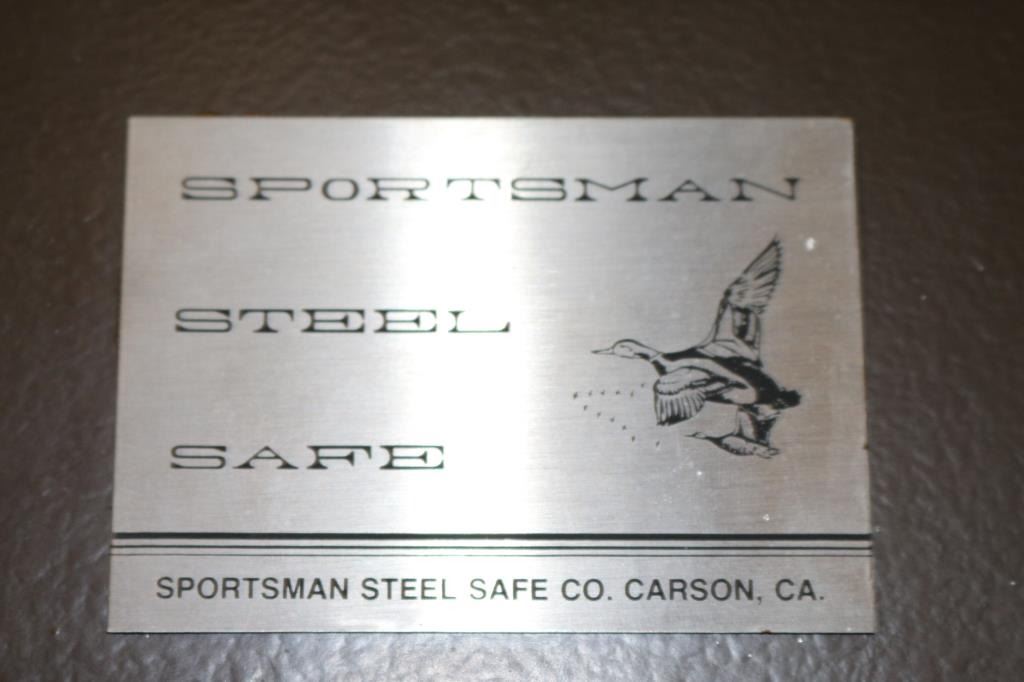 SPORTSMAN
STEEL
SAFE
SPORTSMAN STEEL SAFE CO. CARSON, CA.